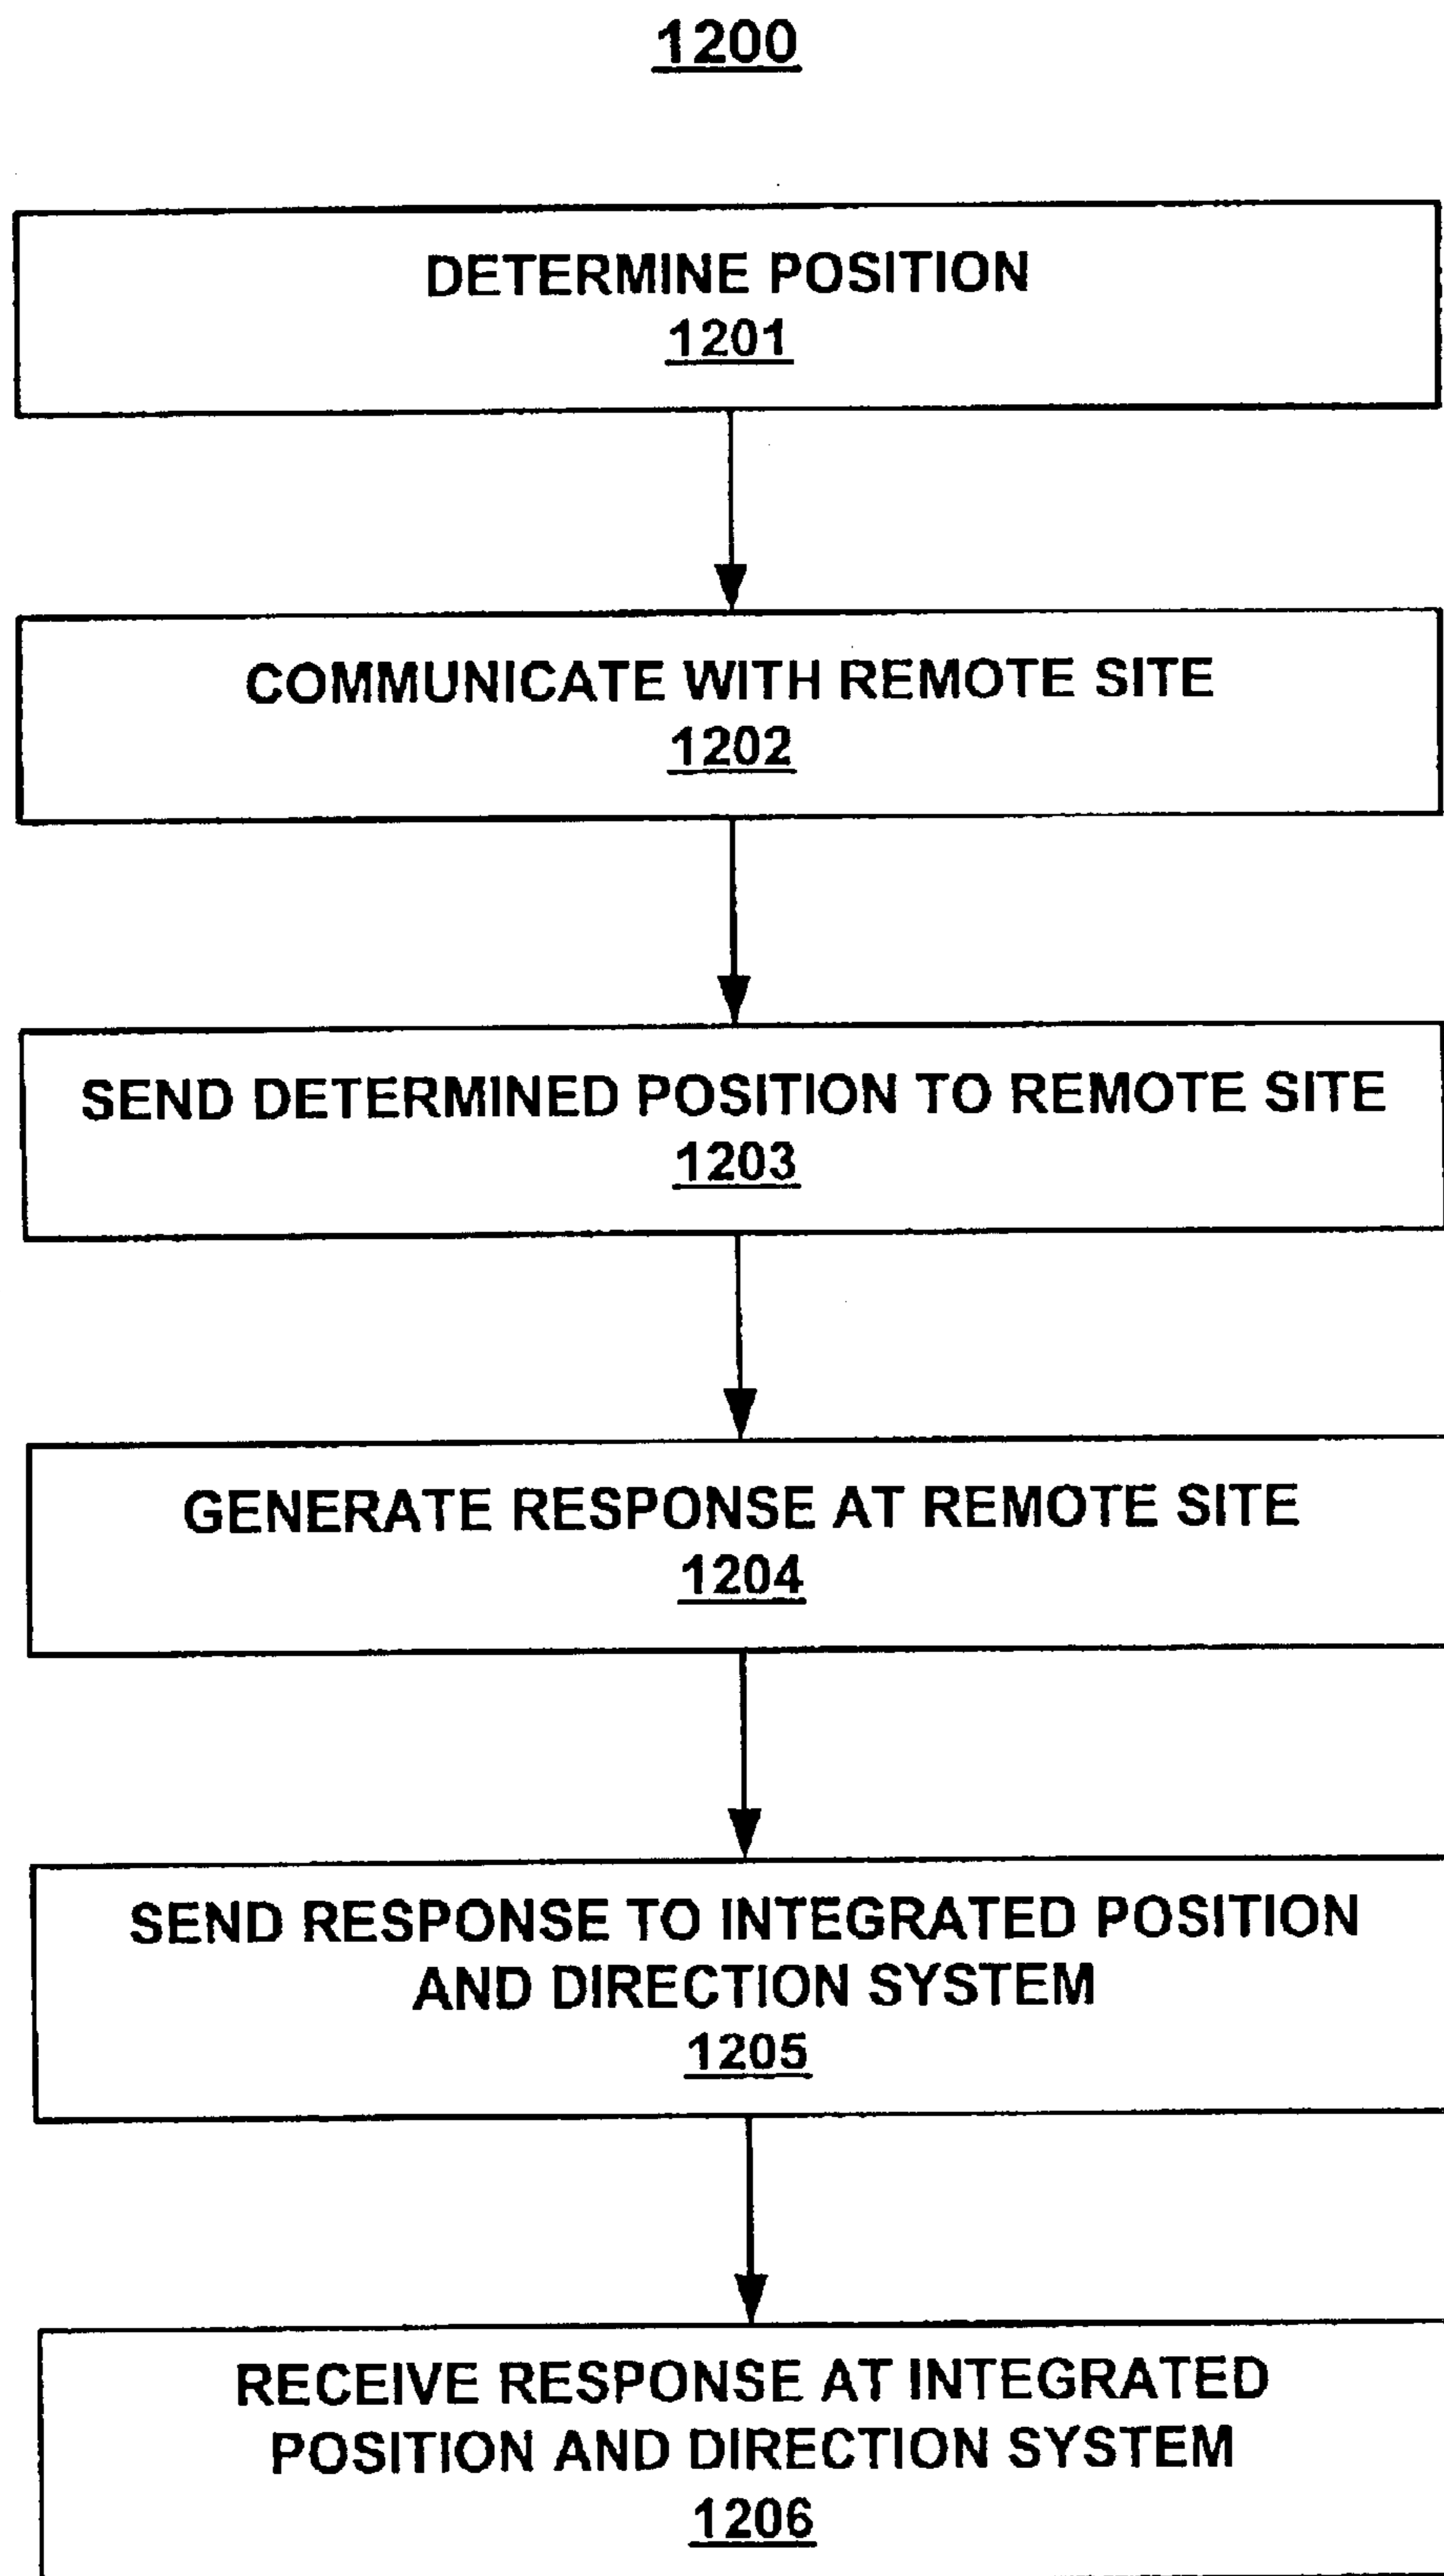 1200
DETERMINE POSITION
1201
COMMUNICATE WITH REMOTE SITE
1202
SEND DETERMINED POSITION TO REMOTE SITE
1203
GENERATE RESPONSE AT REMOTE SITE
1204
SEND RESPONSE TO INTEGRATED POSITION
AND DIRECTION SYSTEM
1205
RECEIVE RESPONSE AT INTEGRATED
POSITION AND DIRECTION SYSTEM
1206